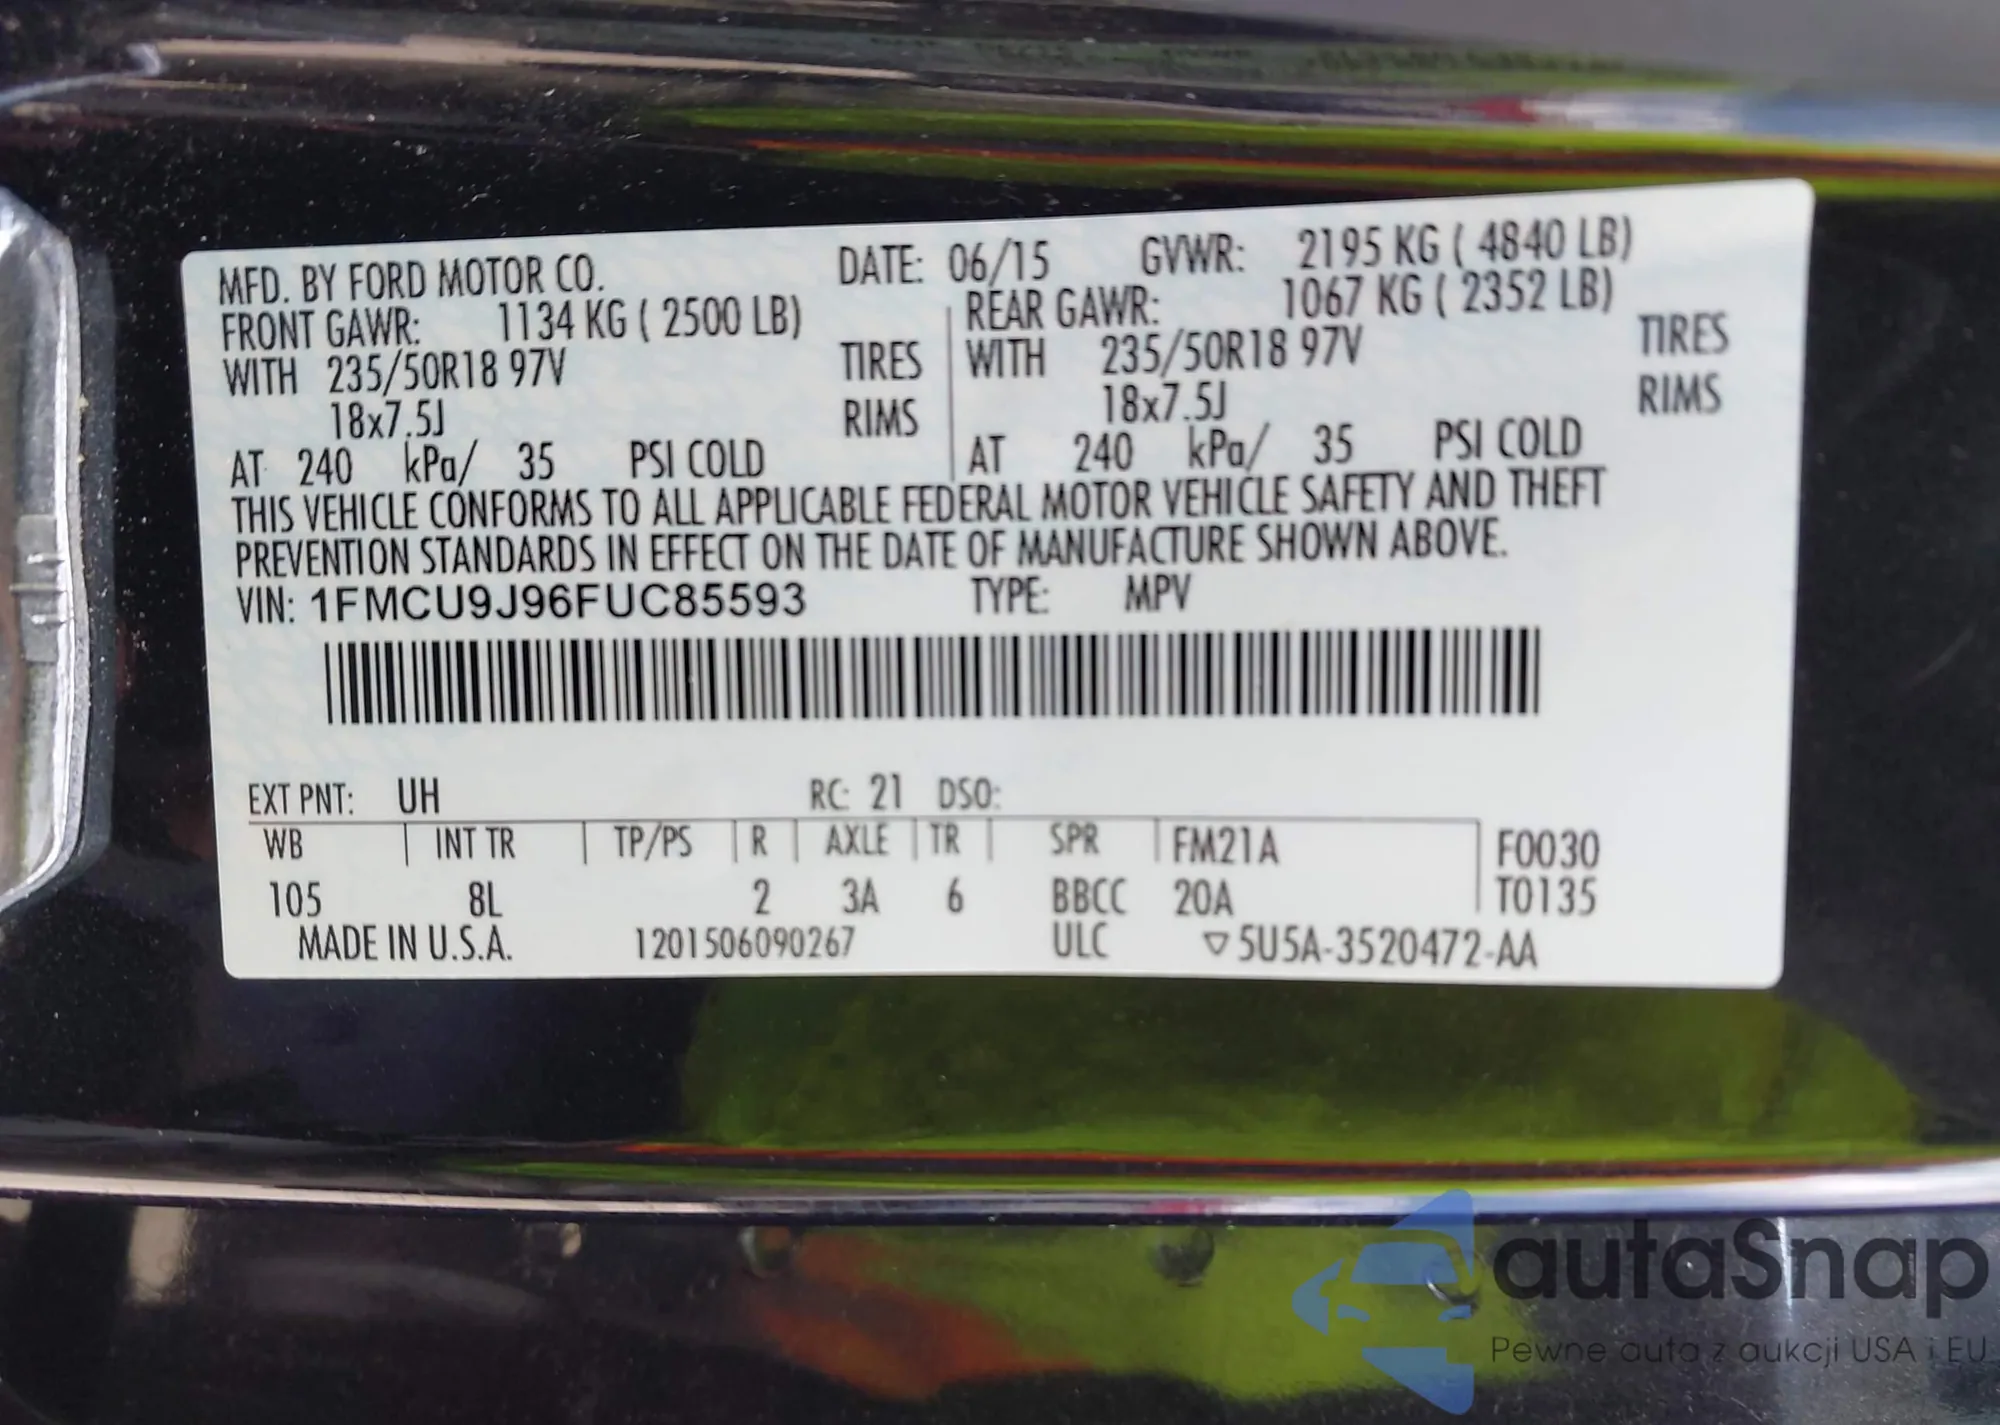 MFD. BY FORD MOTOR CO. DATE: 06/15 GVWR: 2195 KG ( 4840 LB)
FRONT GAWR: 1134 KG ( 2500 LB) REAR GAWR: 1067 KG ( 2352 LB)
WITH 235/50R18 97V TIRES WITH 235/50R18 97V TIRES
18x7.5J RIMS 18x7.5J RIMS
AT 240 kPa/ 35 PSI COLD AT 240 kPa/ 35 PSI COLD
THIS VEHICLE CONFORMS TO ALL APPLICABLE FEDERAL MOTOR VEHICLE SAFETY AND THEFT
PREVENTION STANDARDS IN EFFECT ON THE DATE OF MANUFACTURE SHOWN ABOVE.
VIN: 1FMCU9J96FUC85593 TYPE: MPV
EXT PNT: UH RC: 21 DSO:
WB INT TR TP/PS R AXLE TR SPR FM21A F0030
105 8L 2 3A 6 BBCC 20A T0135
MADE IN U.S.A. 1201506090267 ULC ▽5U5A-3520472-AA
autaSnap
Pewne auta z aukcji USA i EU